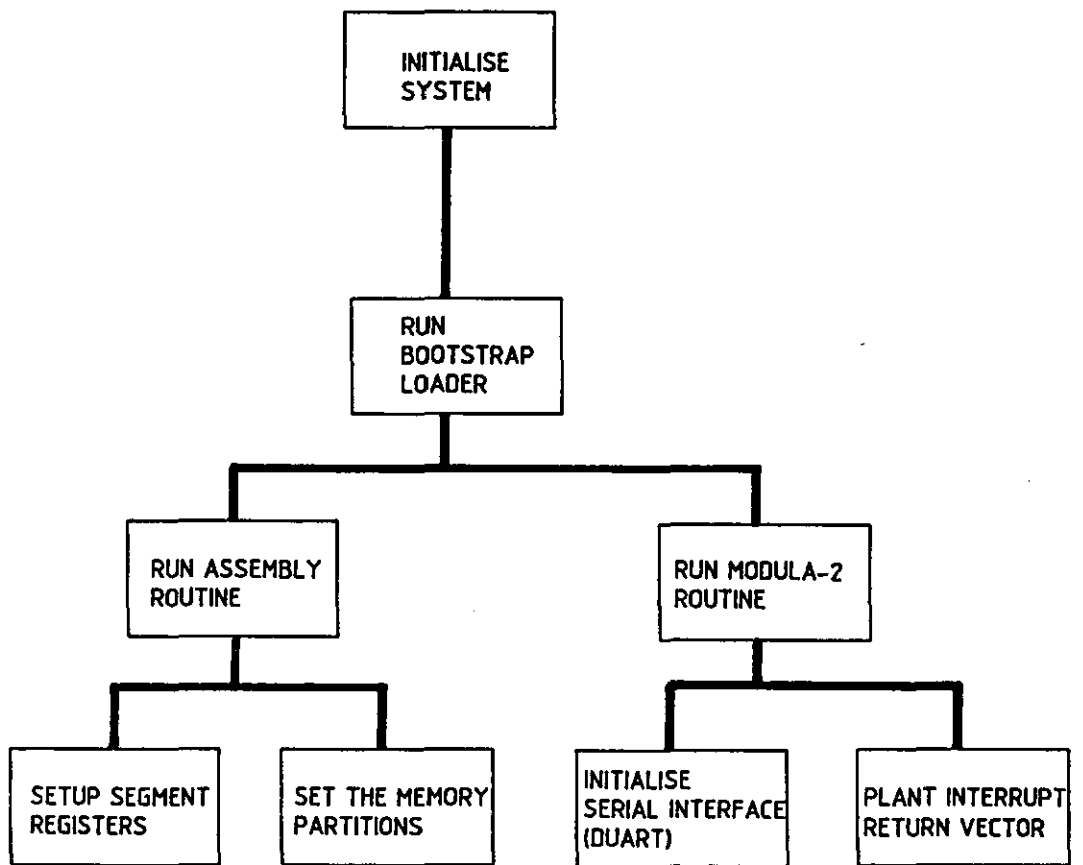 INITIALISE
SYSTEM
RUN
BOOTSTRAP
LOADER
RUN ASSEMBLY
ROUTINE
RUN MODULA-2
ROUTINE
SETUP SEGMENT
REGISTERS
SET THE MEMORY
PARTITIONS
INITIALISE
SERIAL INTERFACE
(DUART)
PLANT INTERRUPT
RETURN VECTOR